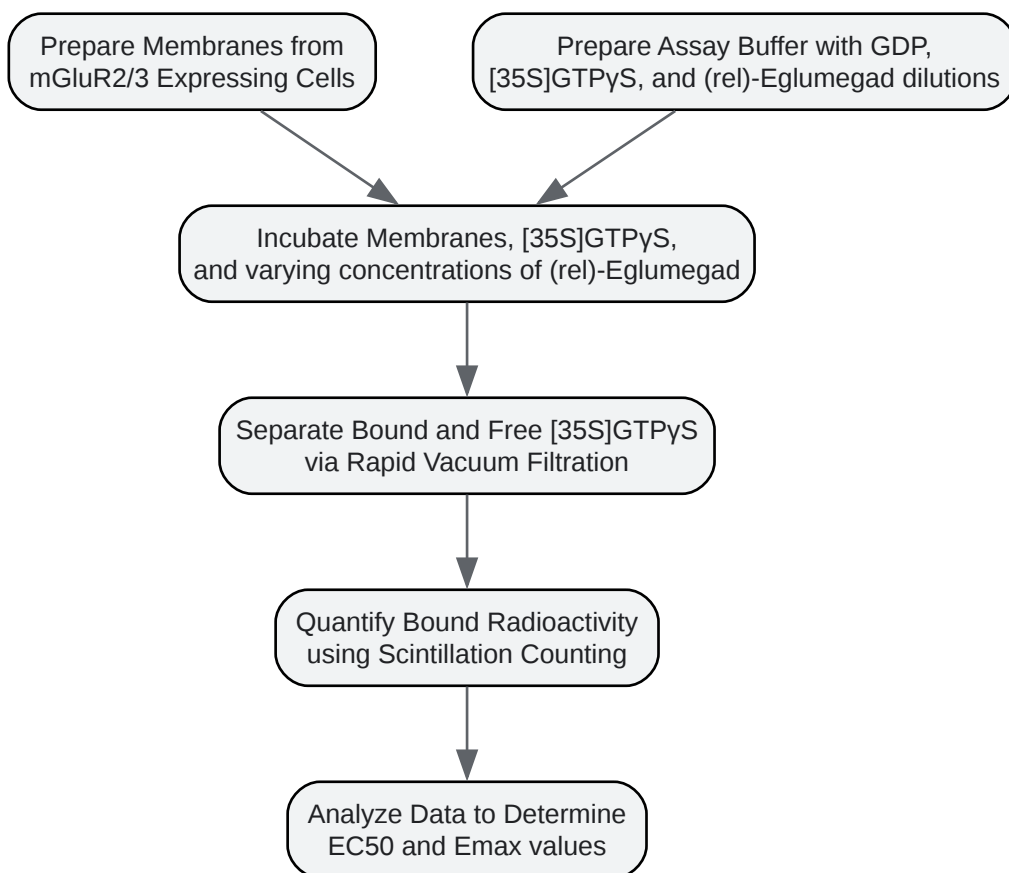 Prepare Membranes from
mGluR2/3 Expressing Cells
Prepare Assay Buffer with GDP,
[35S]GTPγS, and (rel)-Eglumegad dilutions
Incubate Membranes, [35S]GTPγS,
and varying concentrations of (rel)-Eglumegad
Separate Bound and Free [35S]GTPγS
via Rapid Vacuum Filtration
Quantify Bound Radioactivity
using Scintillation Counting
Analyze Data to Determine
EC50 and Emax values